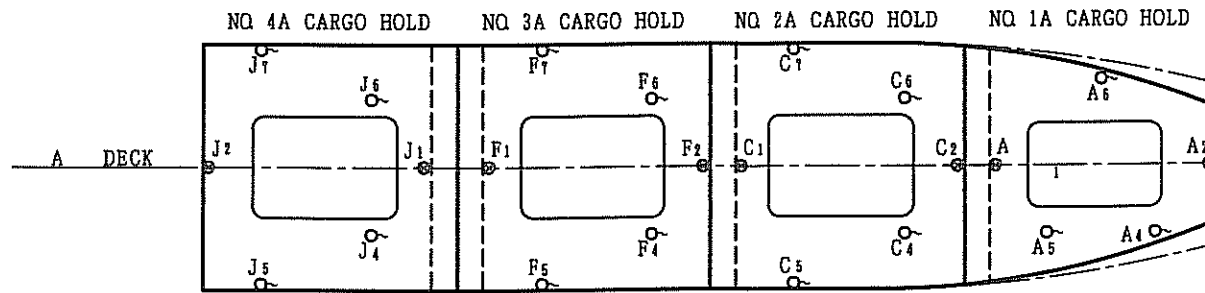 NO. 4A CARGO HOLD NO. 3A CARGO HOLD NO. 2A CARGO HOLD NO. 1A CARGO HOLD
J7 F7 C7
J6 F6 C6 A6
A DECK J2 J1 F1 F2 C1 C2 A A2
1
J4 F4 C4 A5 A4
J5 F5 C5